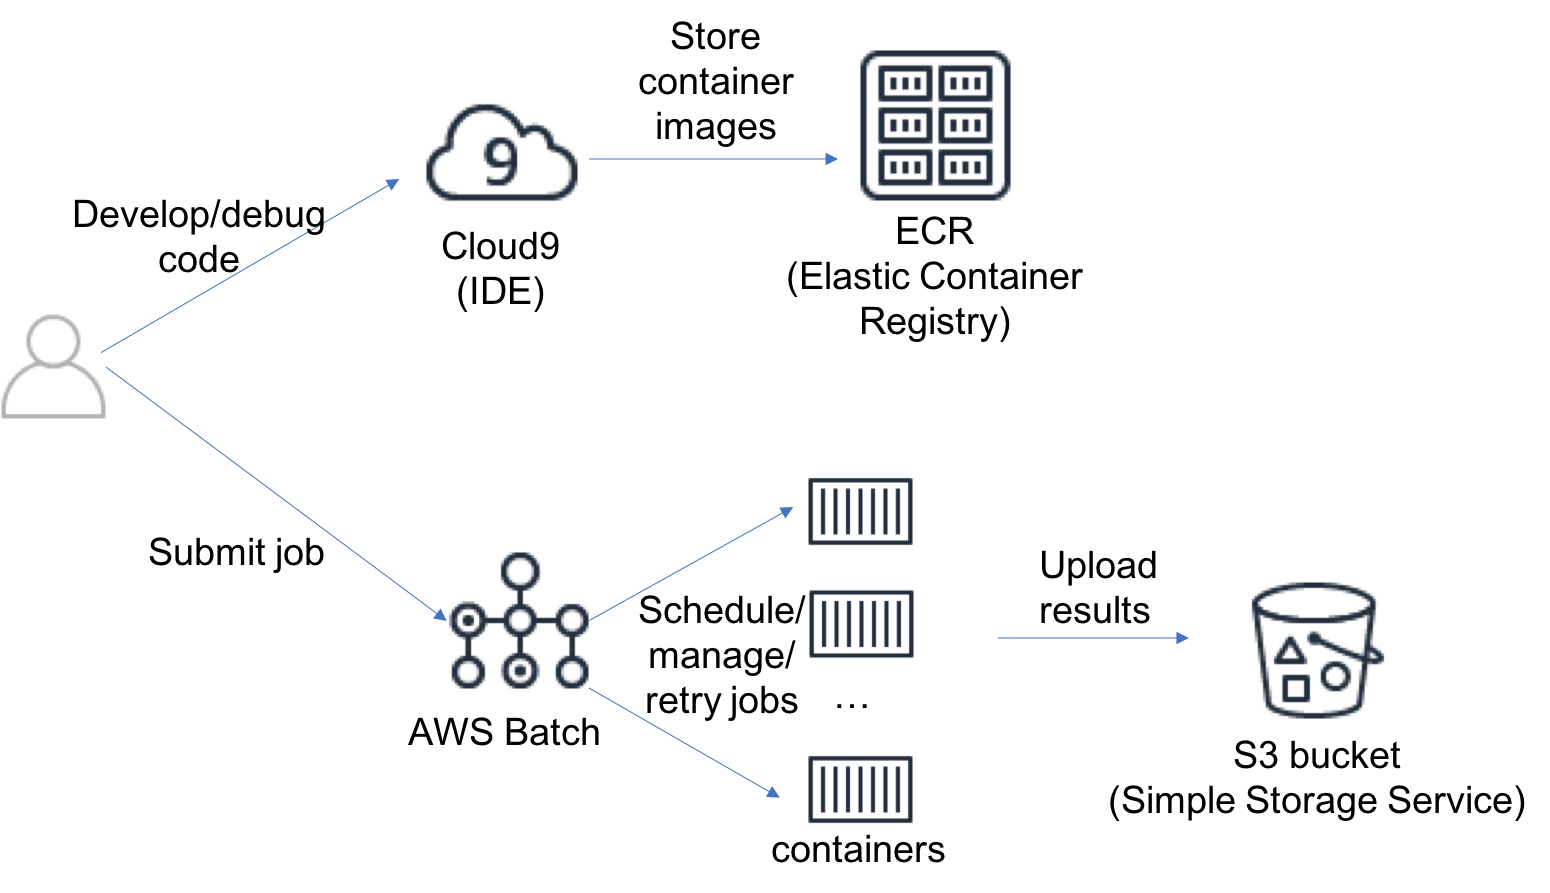 Store
container
images
9
Develop/debug
code
Cloud9
(IDE)
ECR
(Elastic Container
Registry)
Submit job
AWS Batch
Schedule/
manage/
retry jobs
...
containers
Upload
results
S3 bucket
(Simple Storage Service)